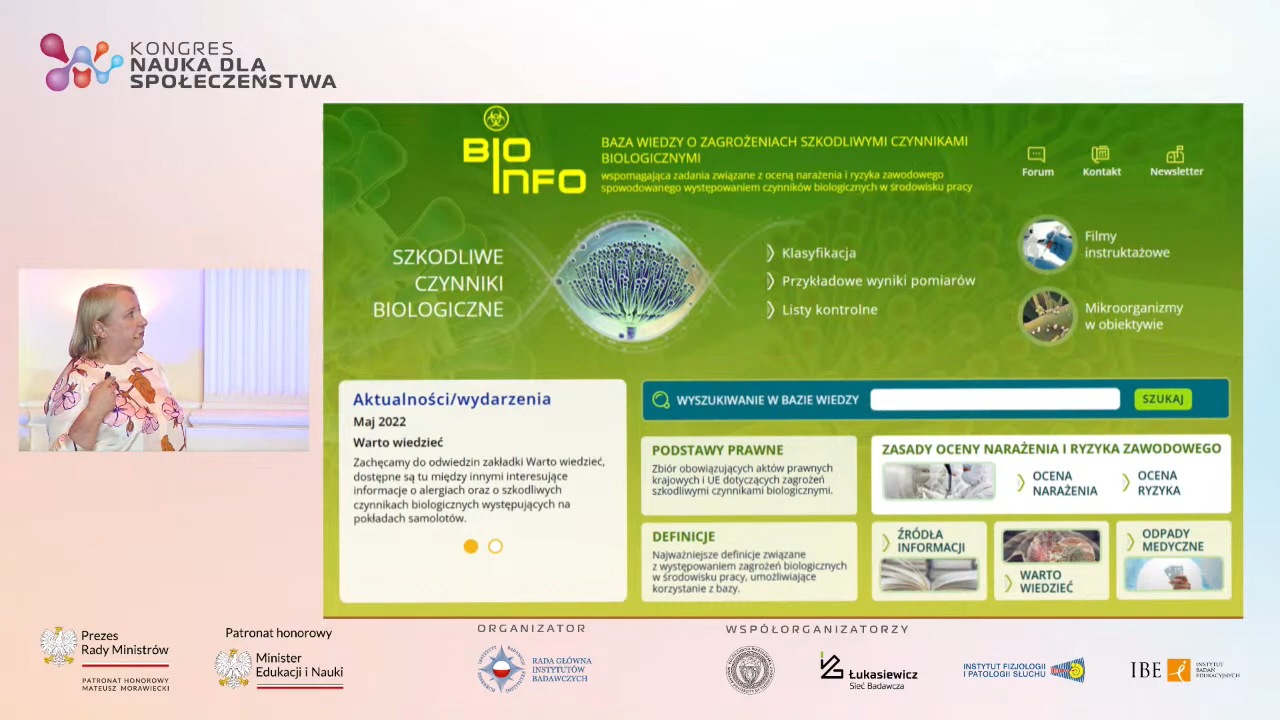 KONGRES
NAUKA DLA
SPOŁECZEŃSTWA
BIO
INFO
BAZA WIEDZY O ZAGROŻENIACH SZKODLIWYMI CZYNNIKAMI
BIOLOGICZNYMI
wspomagająca zadania związane z oceną narażenia i ryzyka zawodowego
spowodowanego występowaniem czynników biologicznych w środowisku pracy
Forum
Kontakt
Newsletter
SZKODLIWE
CZYNNIKI
BIOLOGICZNE
Klasyfikacja
Przykładowe wyniki pomiarów
Listy kontrolne
Filmy
instruktażowe
Mikroorganizmy
w obiektywie
Aktualności/wydarzenia
Maj 2022
Warto wiedzieć
Zachęcamy do odwiedzin zakładki Warto wiedzieć,
dostępne są tu między innymi interesujące
informacje o alergiach oraz o szkodliwych
czynnikach biologicznych występujących na
pokładach samolotów.
WYSZUKIWANIE W BAZIE WIEDZY
SZUKAJ
PODSTAWY PRAWNE
Zbiór obowiązujących aktów prawnych
krajowych i UE dotyczących zagrożeń
szkodliwymi czynnikami biologicznymi.
ZASADY OCENY NARAŻENIA I RYZYKA ZAWODOWEGO
OCENA
NARAŻENIA
OCENA
RYZYKA
DEFINICJE
Najważniejsze definicje związane
z występowaniem zagrożeń biologicznych
w środowisku pracy, umożliwiające
korzystanie z bazy.
ŹRÓDŁA
INFORMACJI
WARTO
WIEDZIEĆ
ODPADY
MEDYCZNE
Prezes
Rady Ministrów
PATRONAT HONOROWY
MATEUSZ MORAWIECKI
Patronat honorowy
Minister
Edukacji i Nauki
ORGANIZATOR
RADA GŁÓWNA
INSTYTUTÓW
BADAWCZYCH
WSPÓŁORGANIZATORZY
Łukasiewicz
Sieć Badawcza
INSTYTUT FIZJOLOGII
I PATOLOGII SŁUCHU
IBE
INSTYTUT
BADAŃ
EDUKACYJNYCH